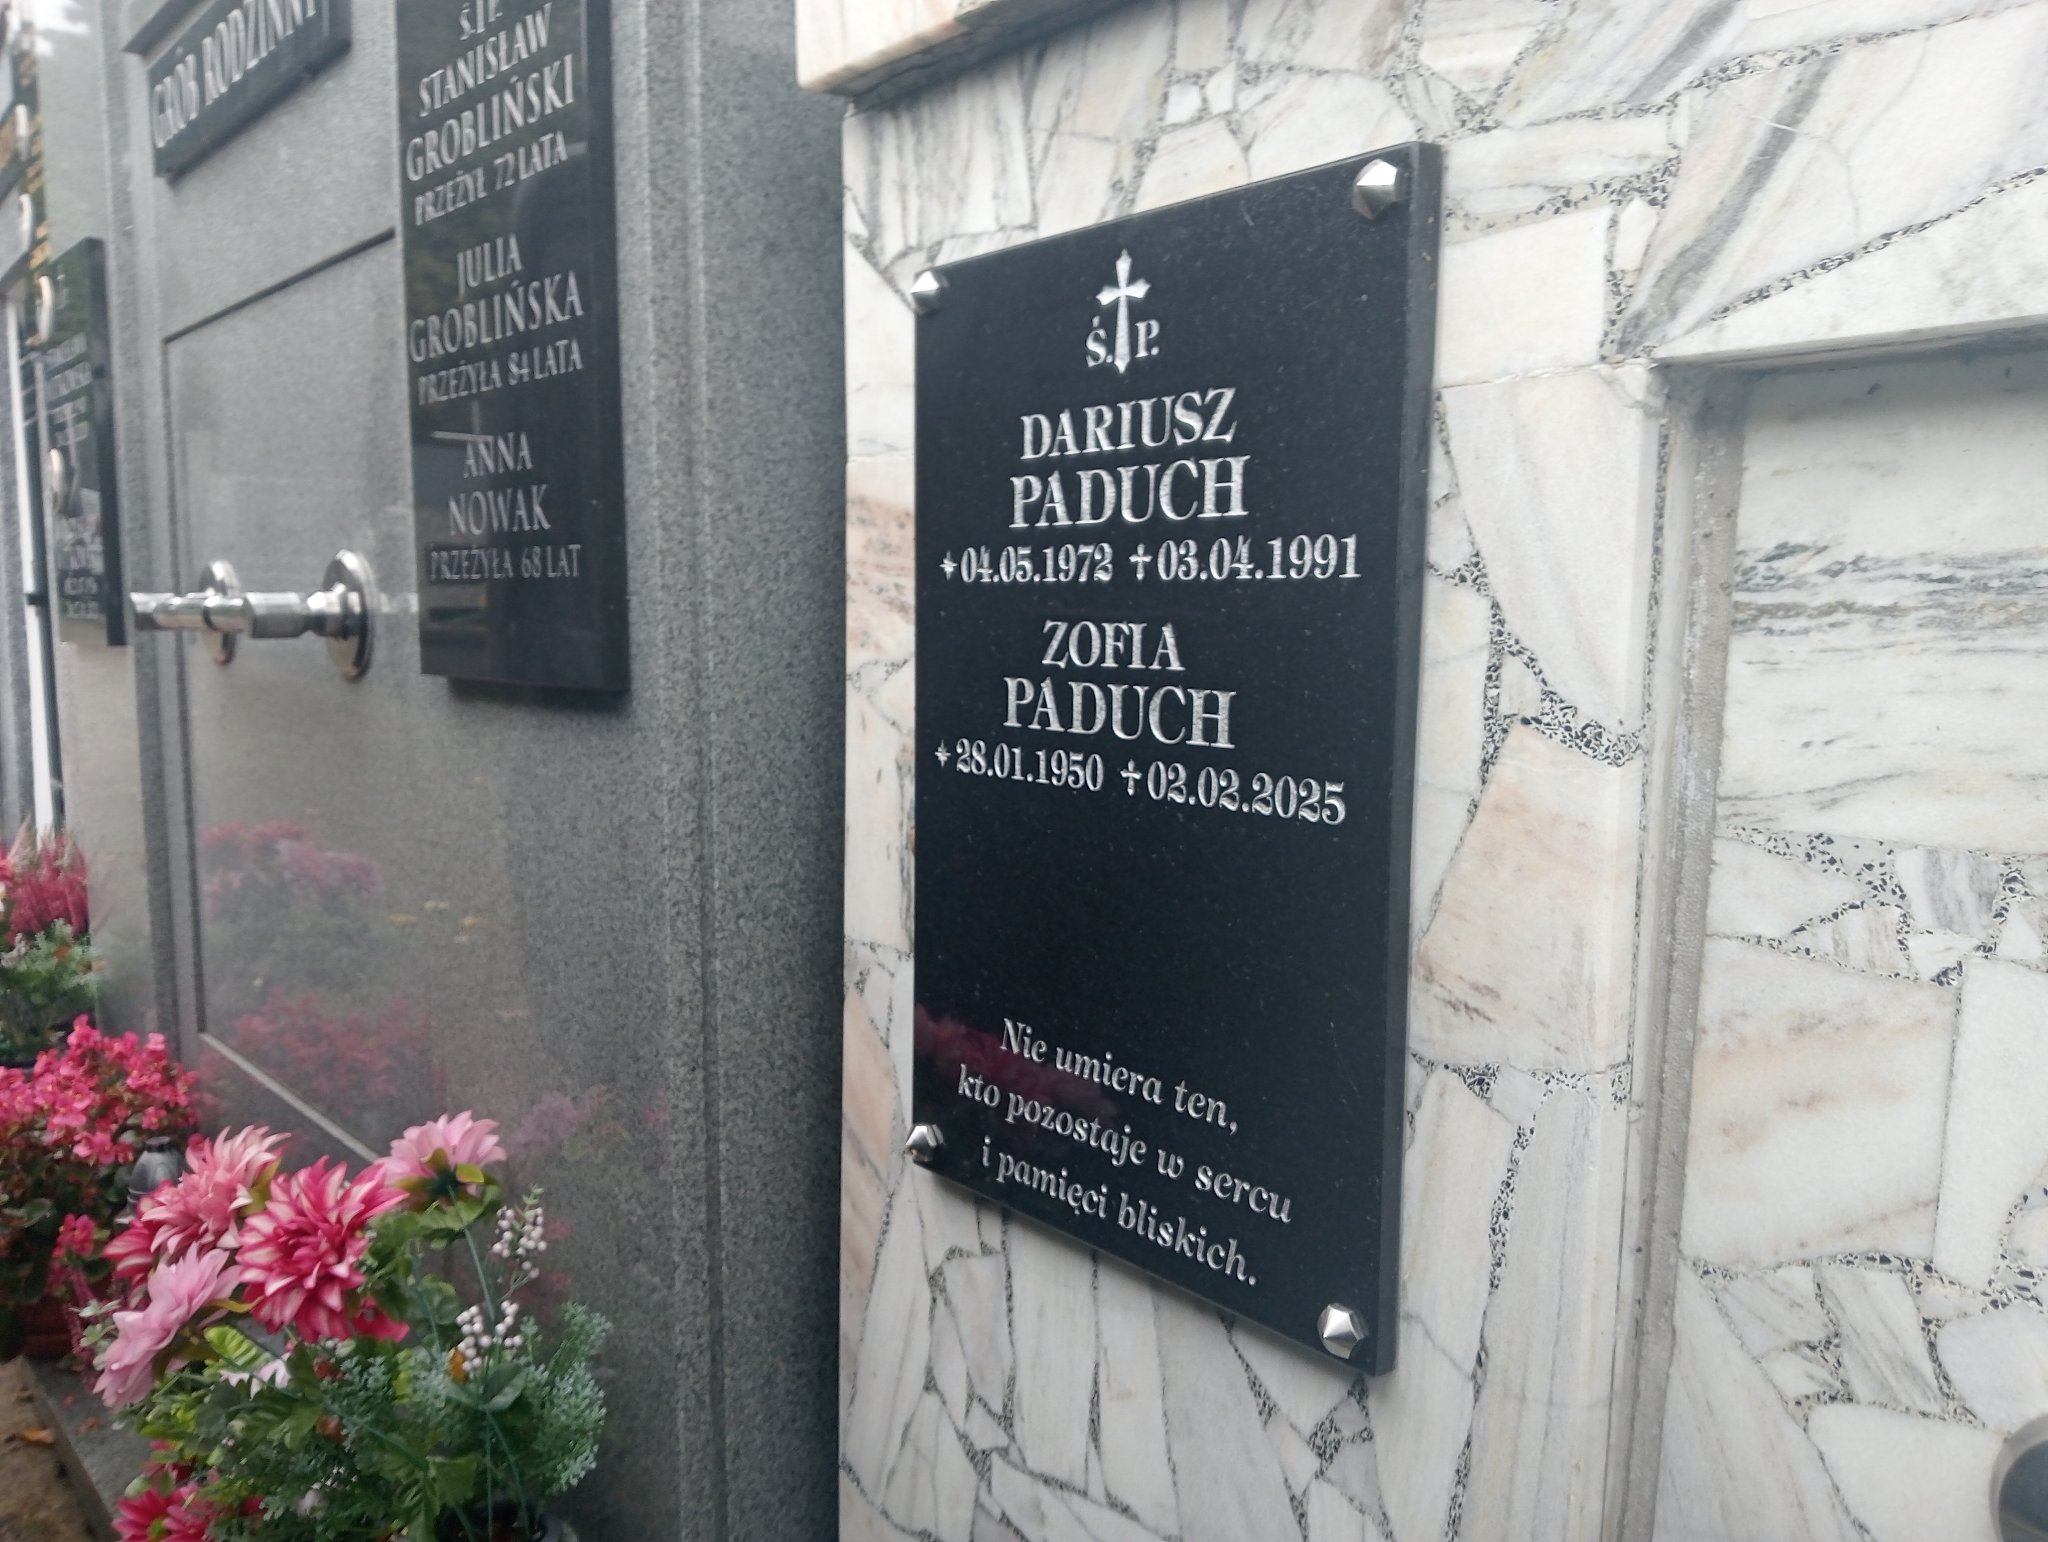 GRÓB RODZINNY
Ś.P.
STANISŁAW
GROBLIŃSKI
PRZEŻYŁ 72 LATA
JULIA
GROBLIŃSKA
PRZEŻYŁA 84 LATA
ANNA
NOWAK
PRZEŻYŁA 68 LAT
Ś.P.
DARIUSZ
PADUCH
*04.05.1972 †03.04.1991
ZOFIA
PADUCH
*28.01.1950 †02.02.2025
Nie umiera ten,
kto pozostaje w sercu
i pamięci bliskich.